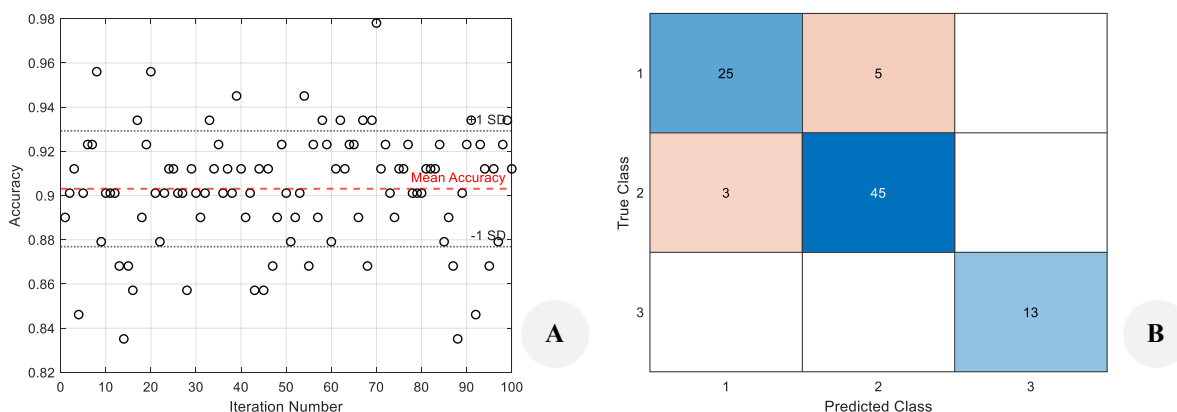 0.98
0.96
0.94
0.92
0.9
0.88
0.86
0.84
0.82
Accuracy
+1 SD
Mean Accuracy
-1 SD
0 10 20 30 40 50 60 70 80 90 100
Iteration Number
A
True Class
1
25 5
2
3 45
3
13
1 2 3
Predicted Class
B